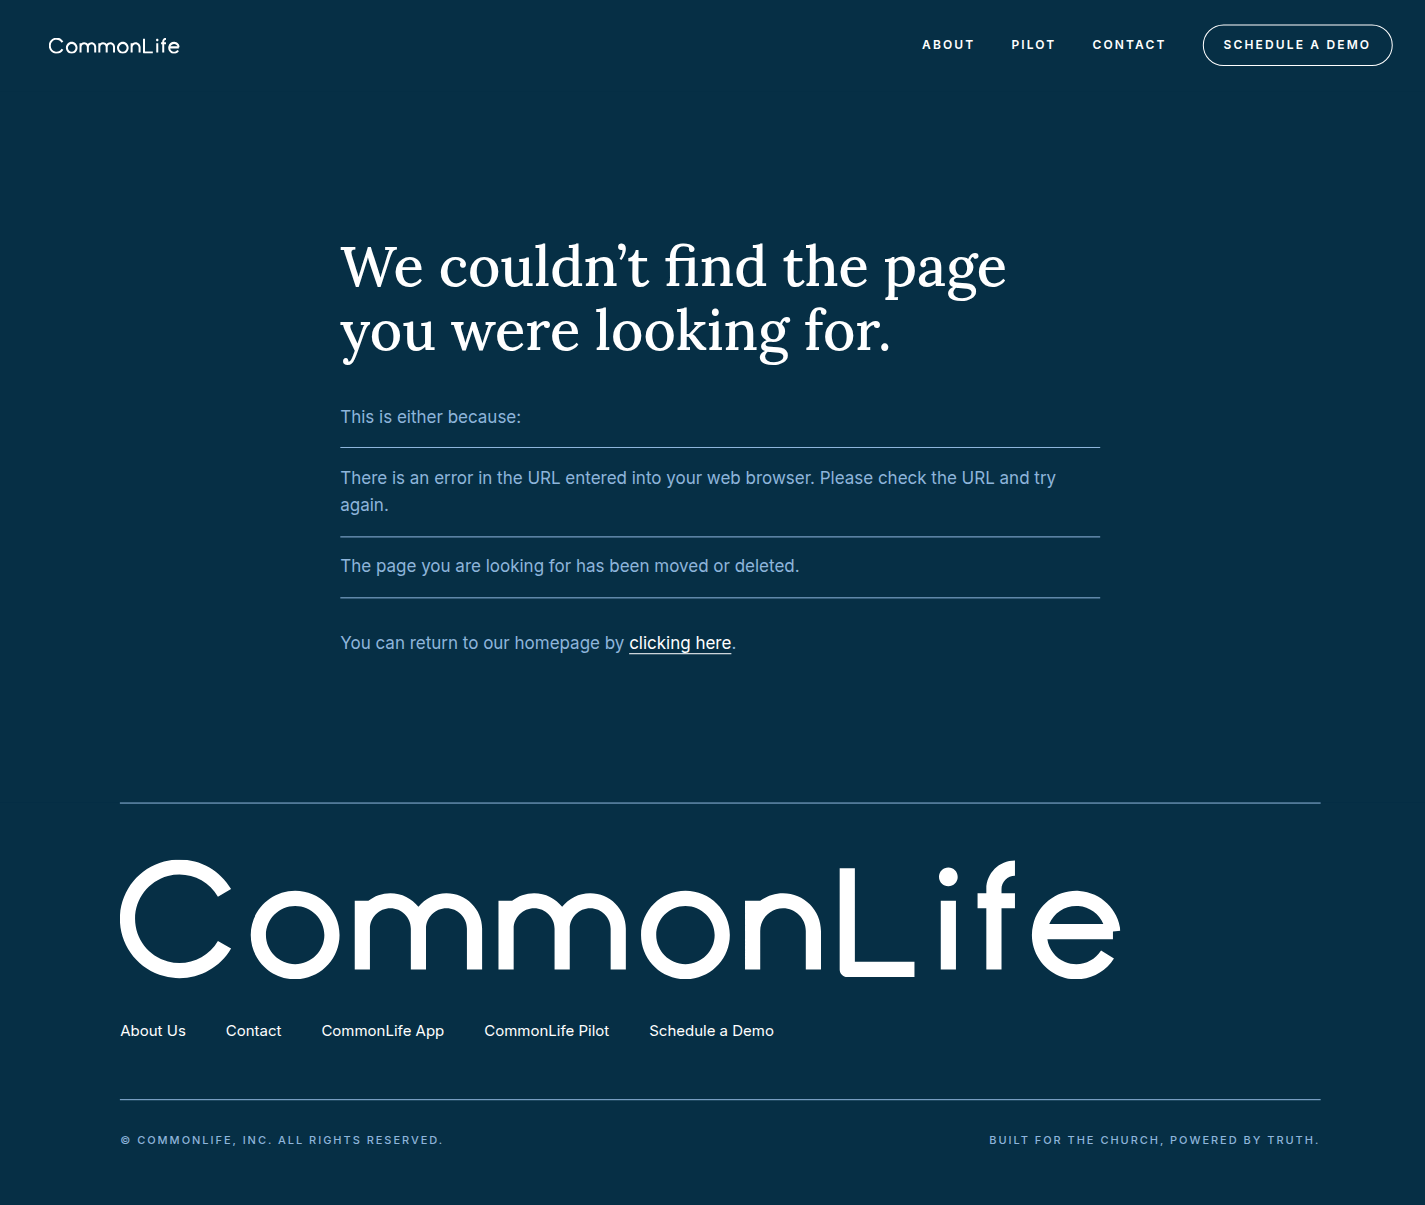 CommonLife
ABOUT
PILOT
CONTACT
SCHEDULE A DEMO
We couldn’t find the page
you were looking for.
This is either because:
There is an error in the URL entered into your web browser. Please check the URL and try
again.
The page you are looking for has been moved or deleted.
You can return to our homepage by clicking here.
CommonLife
About Us
Contact
CommonLife App
CommonLife Pilot
Schedule a Demo
© COMMONLIFE, INC. ALL RIGHTS RESERVED.
BUILT FOR THE CHURCH, POWERED BY TRUTH.